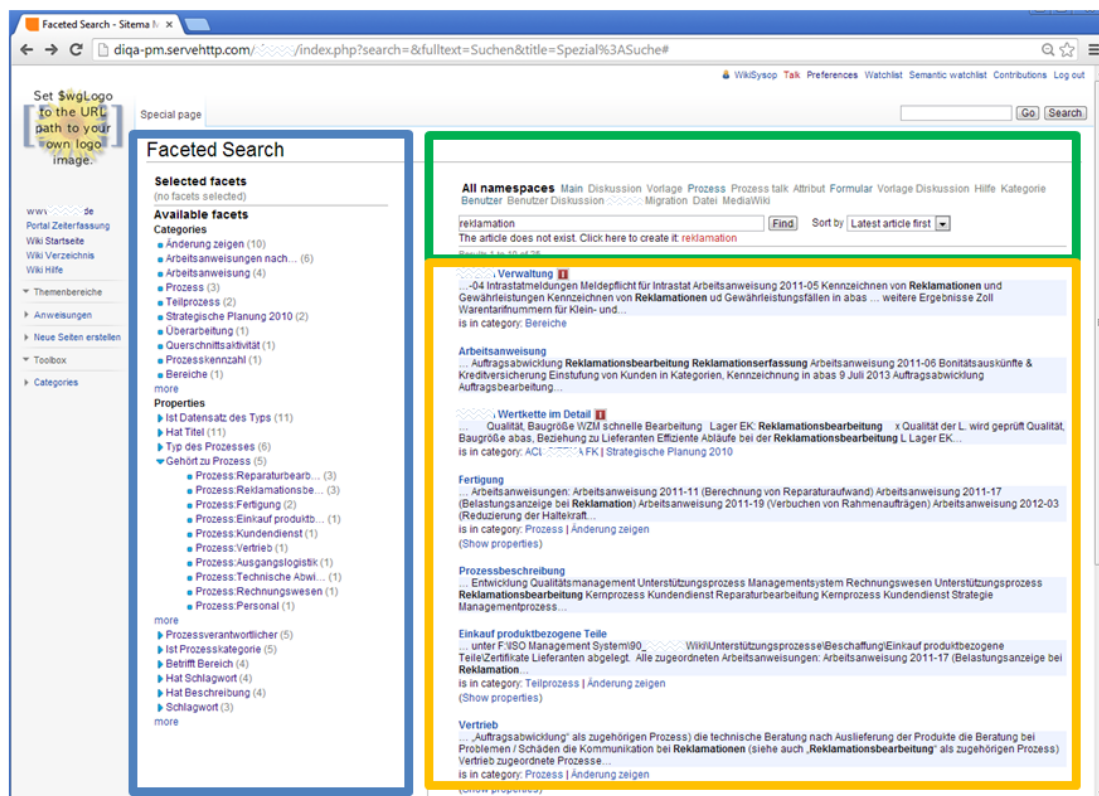 Faceted Search - Sitema
diqa-pm.servehttp.com/ /index.php?search=&fulltext=Suchen&title=Spezial%3ASuche#
WikiSysop Talk Preferences Watchlist Semantic watchlist Contributions Log out
Set $wgLogo
to the URL
path to your
own logo
image.
Special page
Go Search
www de
Portal Zeiterfassung
Wiki Startseite
Wiki Verzeichnis
Wiki Hilfe
Themenbereiche
Anweisungen
Neue Seiten erstellen
Toolbox
Categories
Faceted Search
Selected facets
(no facets selected)
Available facets
Categories
Änderung zeigen (10)
Arbeitsanweisungen nach... (6)
Arbeitsanweisung (4)
Prozess (3)
Teilprozess (2)
Strategische Planung 2010 (2)
Überarbeitung (1)
Querschnittsaktivität (1)
Prozesskennzahl (1)
Bereiche (1)
more
Properties
Ist Datensatz des Typs (11)
Hat Titel (11)
Typ des Prozesses (6)
Gehört zu Prozess (5)
Prozess:Reparaturbearb... (3)
Prozess:Reklamationsbe... (3)
Prozess:Fertigung (2)
Prozess:Einkauf produktb... (1)
Prozess:Kundendienst (1)
Prozess:Vertrieb (1)
Prozess:Ausgangslogistik (1)
Prozess:Technische Abwi... (1)
Prozess:Rechnungswesen (1)
Prozess:Personal (1)
more
Prozessverantwortlicher (5)
Ist Prozesskategorie (5)
Betrifft Bereich (4)
Hat Schlagwort (4)
Hat Beschreibung (4)
Schlagwort (3)
more
All namespaces Main Diskussion Vorlage Prozess Prozess talk Attribut Formular Vorlage Diskussion Hilfe Kategorie
Benutzer Benutzer Diskussion Migration Datei MediaWiki
reklamation Find Sort by Latest article first
The article does not exist. Click here to create it: reklamation
Results 1 to 10 of 26
Verwaltung
...-04 Intrastatmeldungen Meldepflicht für Intrastat Arbeitsanweisung 2011-05 Kennzeichnen von Reklamationen und
Gewährleistungen Kennzeichnen von Reklamationen ud Gewährleistungsfällen in abas ... weitere Ergebnisse Zoll
Warentarifnummern für Klein- und...
is in category: Bereiche
Arbeitsanweisung
... Auftragsabwicklung Reklamationsbearbeitung Reklamationserfassung Arbeitsanweisung 2011-06 Bonitätsauskünfte &
Kreditversicherung Einstufung von Kunden in Kategorien, Kennzeichnung in abas 9 Juli 2013 Auftragsabwicklung
Auftragsbearbeitung...
Wertkette im Detail
... Qualität, Baugröße WZM schnelle Bearbeitung Lager EK: Reklamationsbearbeitung x Qualität der L. wird geprüft Qualität,
Baugröße abas, Beziehung zu Lieferanten Effiziente Abläufe bei der Reklamationsbearbeitung L Lager EK...
is in category: FK | Strategische Planung 2010
Fertigung
... Arbeitsanweisungen: Arbeitsanweisung 2011-11 (Berechnung von Reparaturaufwand) Arbeitsanweisung 2011-17
(Belastungsanzeige bei Reklamation) Arbeitsanweisung 2011-19 (Verbuchen von Rahmenaufträgen) Arbeitsanweisung 2012-03
(Reduzierung der Haltekraft...
is in category: Prozess | Änderung zeigen
(Show properties)
Prozessbeschreibung
... Entwicklung Qualitätsmanagement Unterstützungsprozess Managementsystem Rechnungswesen Unterstützungsprozess
Reklamationsbearbeitung Kernprozess Kundendienst Reparaturbearbeitung Kernprozess Kundendienst Strategie
Managementprozess...
Einkauf produktbezogene Teile
... unter F:\ISO Management System\90_ Wiki\Unterstützungsprozesse\Beschaffung\Einkauf produktbezogene
Teile\Zertifikate Lieferanten abgelegt. Alle zugeordneten Arbeitsanweisungen: Arbeitsanweisung 2011-17 (Belastungsanzeige bei
Reklamation...
is in category: Teilprozess | Änderung zeigen
(Show properties)
Vertrieb
... „Auftragsabwicklung“ als zugehörigen Prozess) die technische Beratung nach Auslieferung der Produkte die Beratung bei
Problemen / Schäden die Kommunikation bei Reklamationen (siehe auch „Reklamationsbearbeitung“ als zugehörigen Prozess)
Vertrieb zugeordnete Prozesse...
is in category: Prozess | Änderung zeigen
(Show properties)